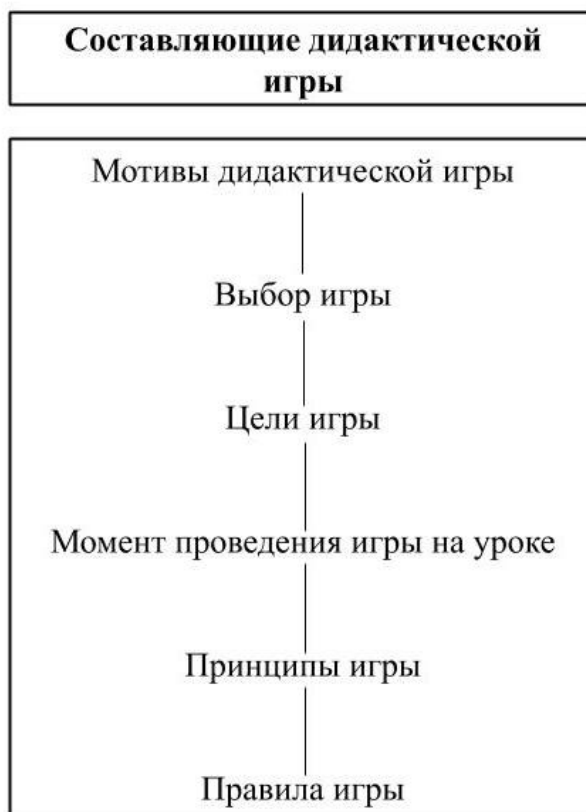 Составляющие дидактической
игры
Мотивы дидактической игры
Выбор игры
Цели игры
Момент проведения игры на уроке
Принципы игры
Правила игры